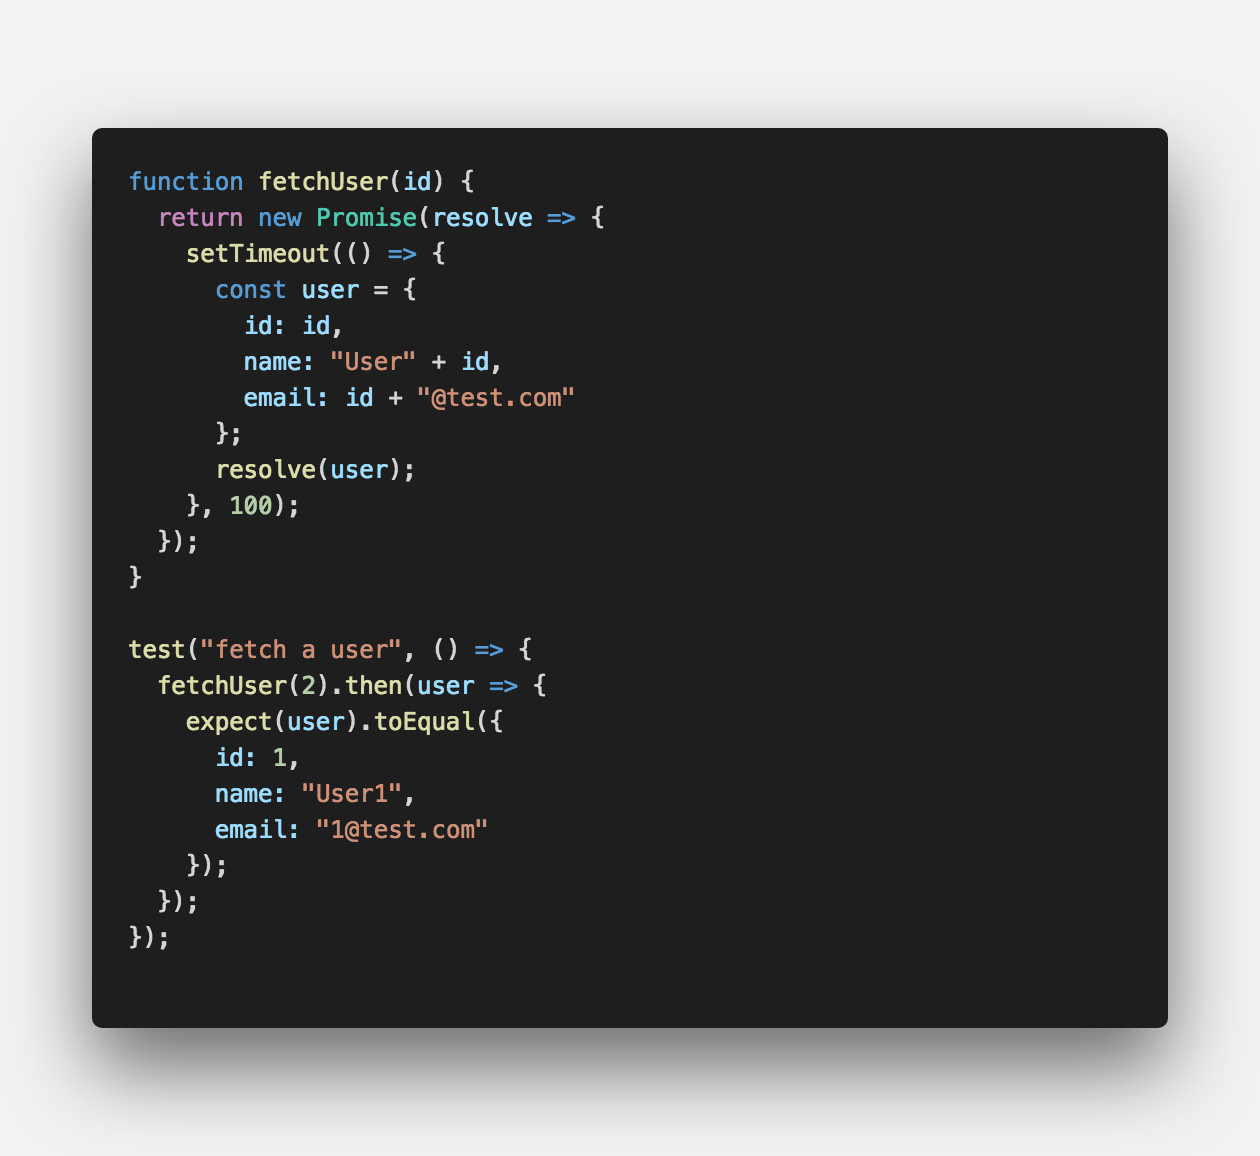 function fetchUser(id) {
  return new Promise(resolve => {
    setTimeout(() => {
      const user = {
        id: id,
        name: "User" + id,
        email: id + "@test.com"
      };
      resolve(user);
    }, 100);
  });
}

test("fetch a user", () => {
  fetchUser(2).then(user => {
    expect(user).toEqual({
      id: 1,
      name: "User1",
      email: "1@test.com"
    });
  });
});